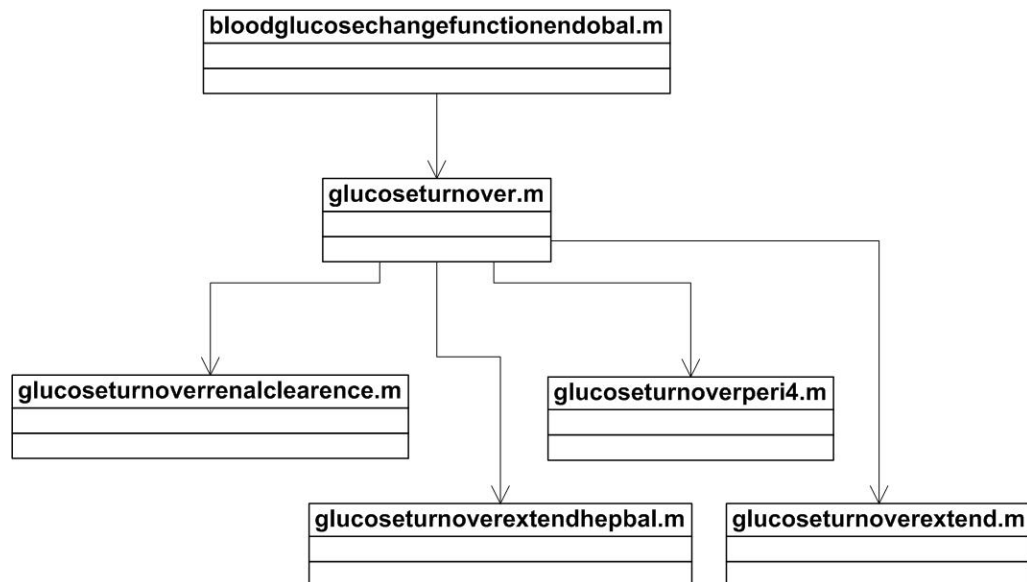 bloodglucosechangefunctionendobal.m
glucoseturnover.m
glucoseturnoverrenalclearence.m
glucoseturnoverperi4.m
glucoseturnoverextendhepbal.m
glucoseturnoverextend.m